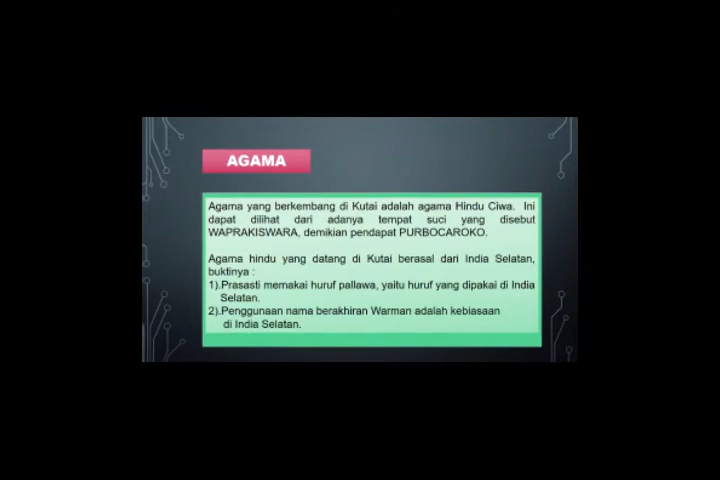 AGAMA
Agama yang berkembang di Kutai adalah agama Hindu Ciwa. Ini
dapat dilihat dari adanya tempat suci yang disebut
WAPRAKISWARA, demikian pendapat PURBOCAROKO.
Agama hindu yang datang di Kutai berasal dari India Selatan,
buktinya :
1).Prasasti memakai huruf pallawa, yaitu huruf yang dipakai di India
Selatan.
2).Penggunaan nama berakhiran Warman adalah kebiasaan
di India Selatan.